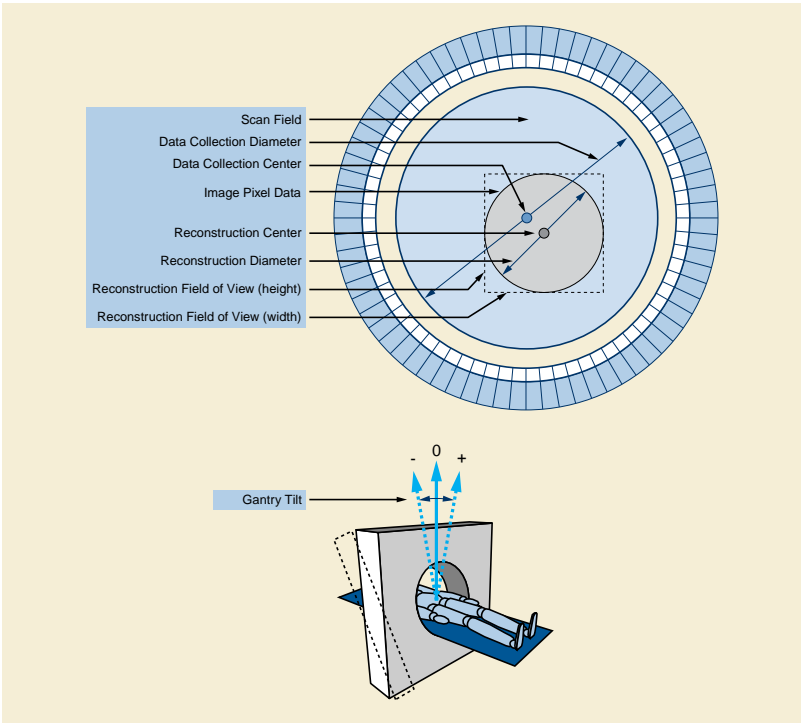 Scan Field
Data Collection Diameter
Data Collection Center
Image Pixel Data
Reconstruction Center
Reconstruction Diameter
Reconstruction Field of View (height)
Reconstruction Field of View (width)
- 0 +
Gantry Tilt